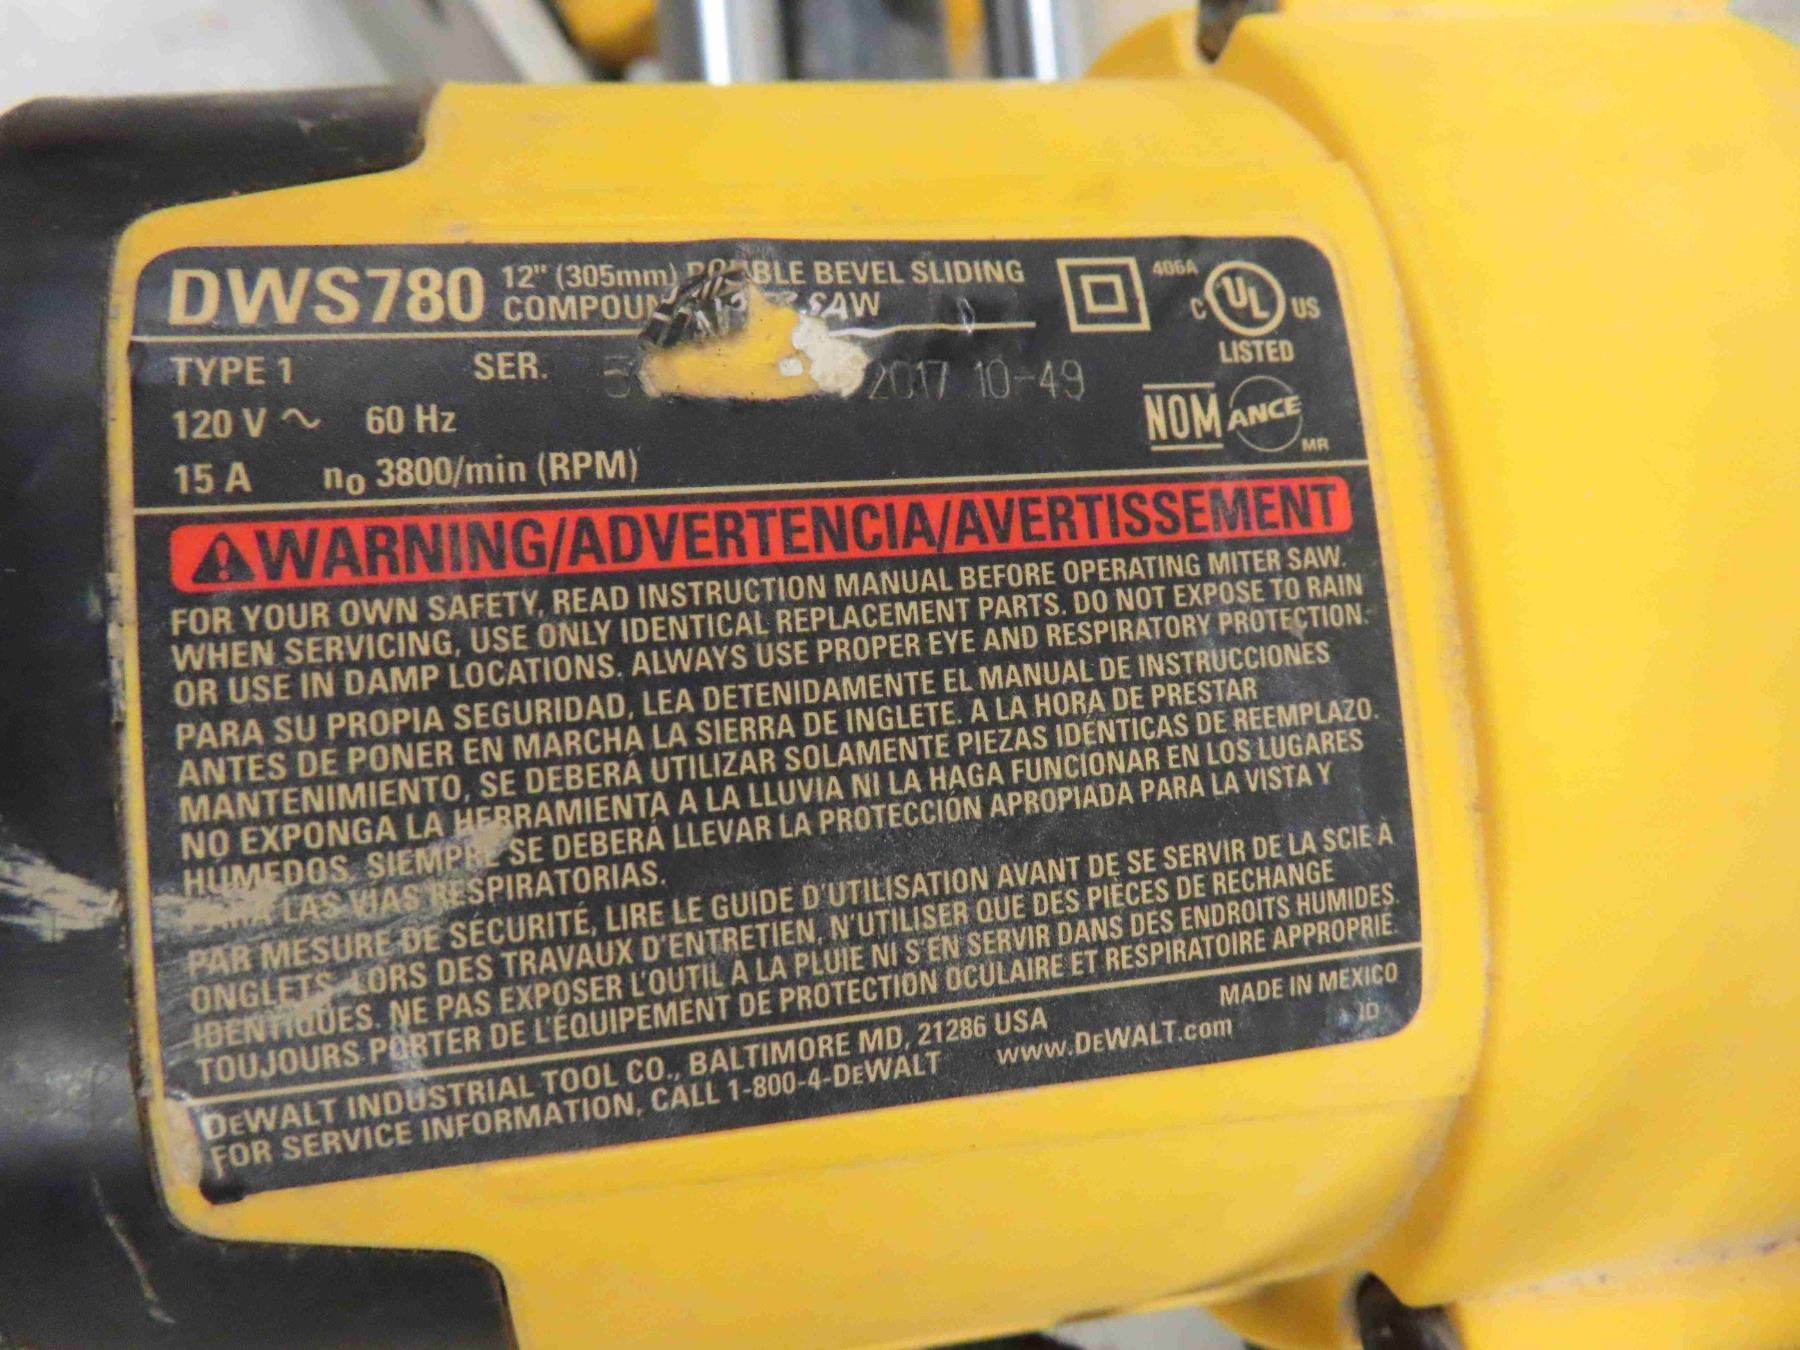 DWS780
12" (305mm) BEVEL SLIDING
SAW
406A
C UL US
LISTED
TYPE 1 SER. 2017 10-49
120 V ~ 60 Hz
15 A no 3800/min (RPM)
NOM ANCE
MR
WARNING/ADVERTENCIA/AVERTISSEMENT
FOR YOUR OWN SAFETY, READ INSTRUCTION MANUAL BEFORE OPERATING MITER SAW.
WHEN SERVICING, USE ONLY IDENTICAL REPLACEMENT PARTS. DO NOT EXPOSE TO RAIN
OR USE IN DAMP LOCATIONS. ALWAYS USE PROPER EYE AND RESPIRATORY PROTECTION.
PARA SU PROPIA SEGURIDAD, LEA DETENIDAMENTE EL MANUAL DE INSTRUCCIONES
ANTES DE PONER EN MARCHA LA SIERRA DE INGLETE. A LA HORA DE PRESTAR
MANTENIMIENTO, SE DEBERÁ UTILIZAR SOLAMENTE PIEZAS IDÉNTICAS DE REEMPLAZO.
NO EXPONGA LA HERRAMIENTA A LA LLUVIA NI LA HAGA FUNCIONAR EN LOS LUGARES
HÚMEDOS. SIEMPRE SE DEBERÁ LLEVAR LA PROTECCIÓN APROPIADA PARA LA VISTA Y
PARA LAS VIAS RESPIRATORIAS.
PAR MESURE DE SÉCURITÉ, LIRE LE GUIDE D'UTILISATION AVANT DE SE SERVIR DE LA SCIE À
ONGLETS. LORS DES TRAVAUX D'ENTRETIEN, N'UTILISER QUE DES PIÈCES DE RECHANGE
IDENTIQUES. NE PAS EXPOSER L'OUTIL À LA PLUIE NI S'EN SERVIR DANS DES ENDROITS HUMIDES.
TOUJOURS PORTER DE L'ÉQUIPEMENT DE PROTECTION OCULAIRE ET RESPIRATOIRE APPROPRIÉ.
DEWALT INDUSTRIAL TOOL CO., BALTIMORE MD, 21286 USA MADE IN MEXICO
FOR SERVICE INFORMATION, CALL 1-800-4-DEWALT www.DEWALT.com ID